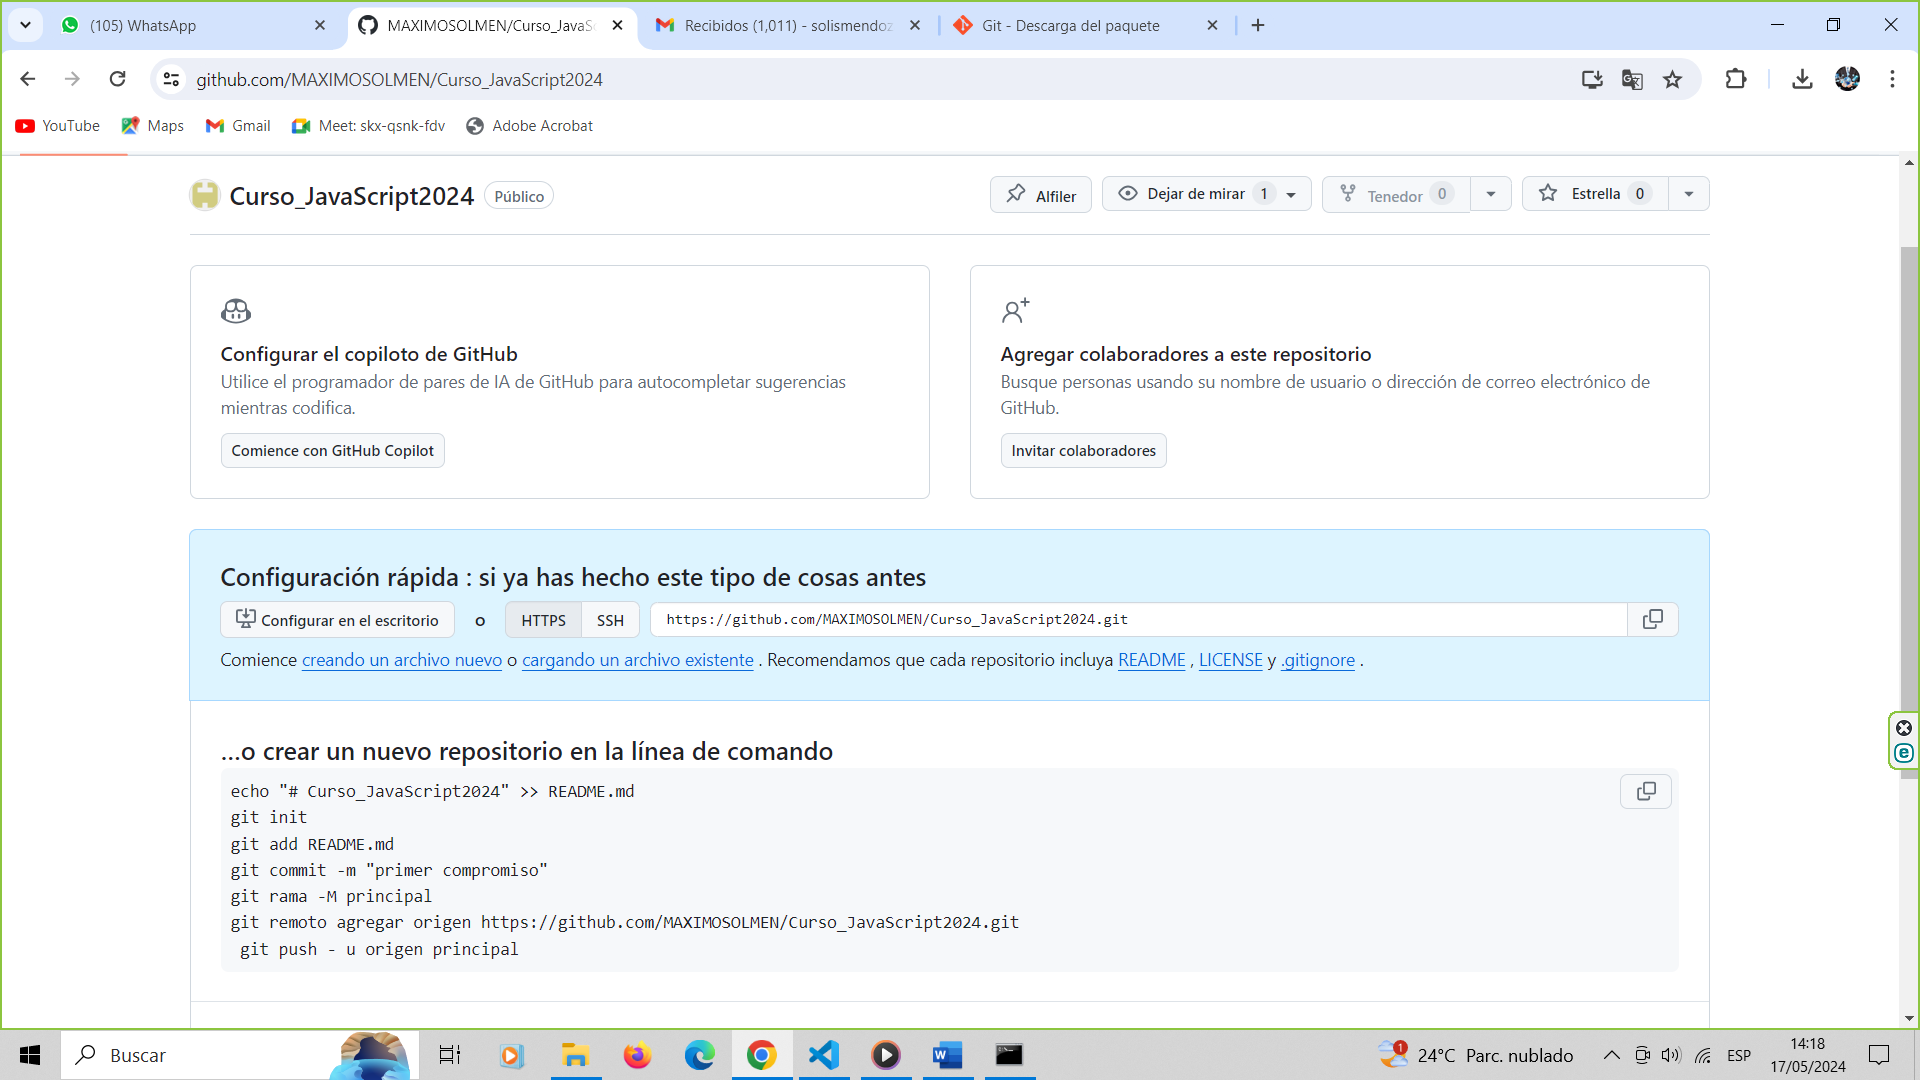 (105) WhatsApp
MAXIMOSOLMEN/Curso_JavaS
Recibidos (1,011) - solismendoz
Git - Descarga del paquete
github.com/MAXIMOSOLMEN/Curso_JavaScript2024
YouTube
Maps
Gmail
Meet: skx-qsnk-fdv
Adobe Acrobat
Curso_JavaScript2024
Público
Alfiler
Dejar de mirar 1
Tenedor 0
Estrella 0
Configurar el copiloto de GitHub
Utilice el programador de pares de IA de GitHub para autocompletar sugerencias
mientras codifica.
Comience con GitHub Copilot
Agregar colaboradores a este repositorio
Busque personas usando su nombre de usuario o dirección de correo electrónico de
GitHub.
Invitar colaboradores
Configuración rápida : si ya has hecho este tipo de cosas antes
Configurar en el escritorio
o
HTTPS
SSH
https://github.com/MAXIMOSOLMEN/Curso_JavaScript2024.git
Comience creando un archivo nuevo o cargando un archivo existente . Recomendamos que cada repositorio incluya README , LICENSE y .gitignore .
...o crear un nuevo repositorio en la línea de comando
echo "# Curso_JavaScript2024" >> README.md
git init
git add README.md
git commit -m "primer compromiso"
git rama -M principal
git remoto agregar origen https://github.com/MAXIMOSOLMEN/Curso_JavaScript2024.git
git push - u origen principal
Buscar
1
24°C Parc. nublado
ESP
14:18
17/05/2024